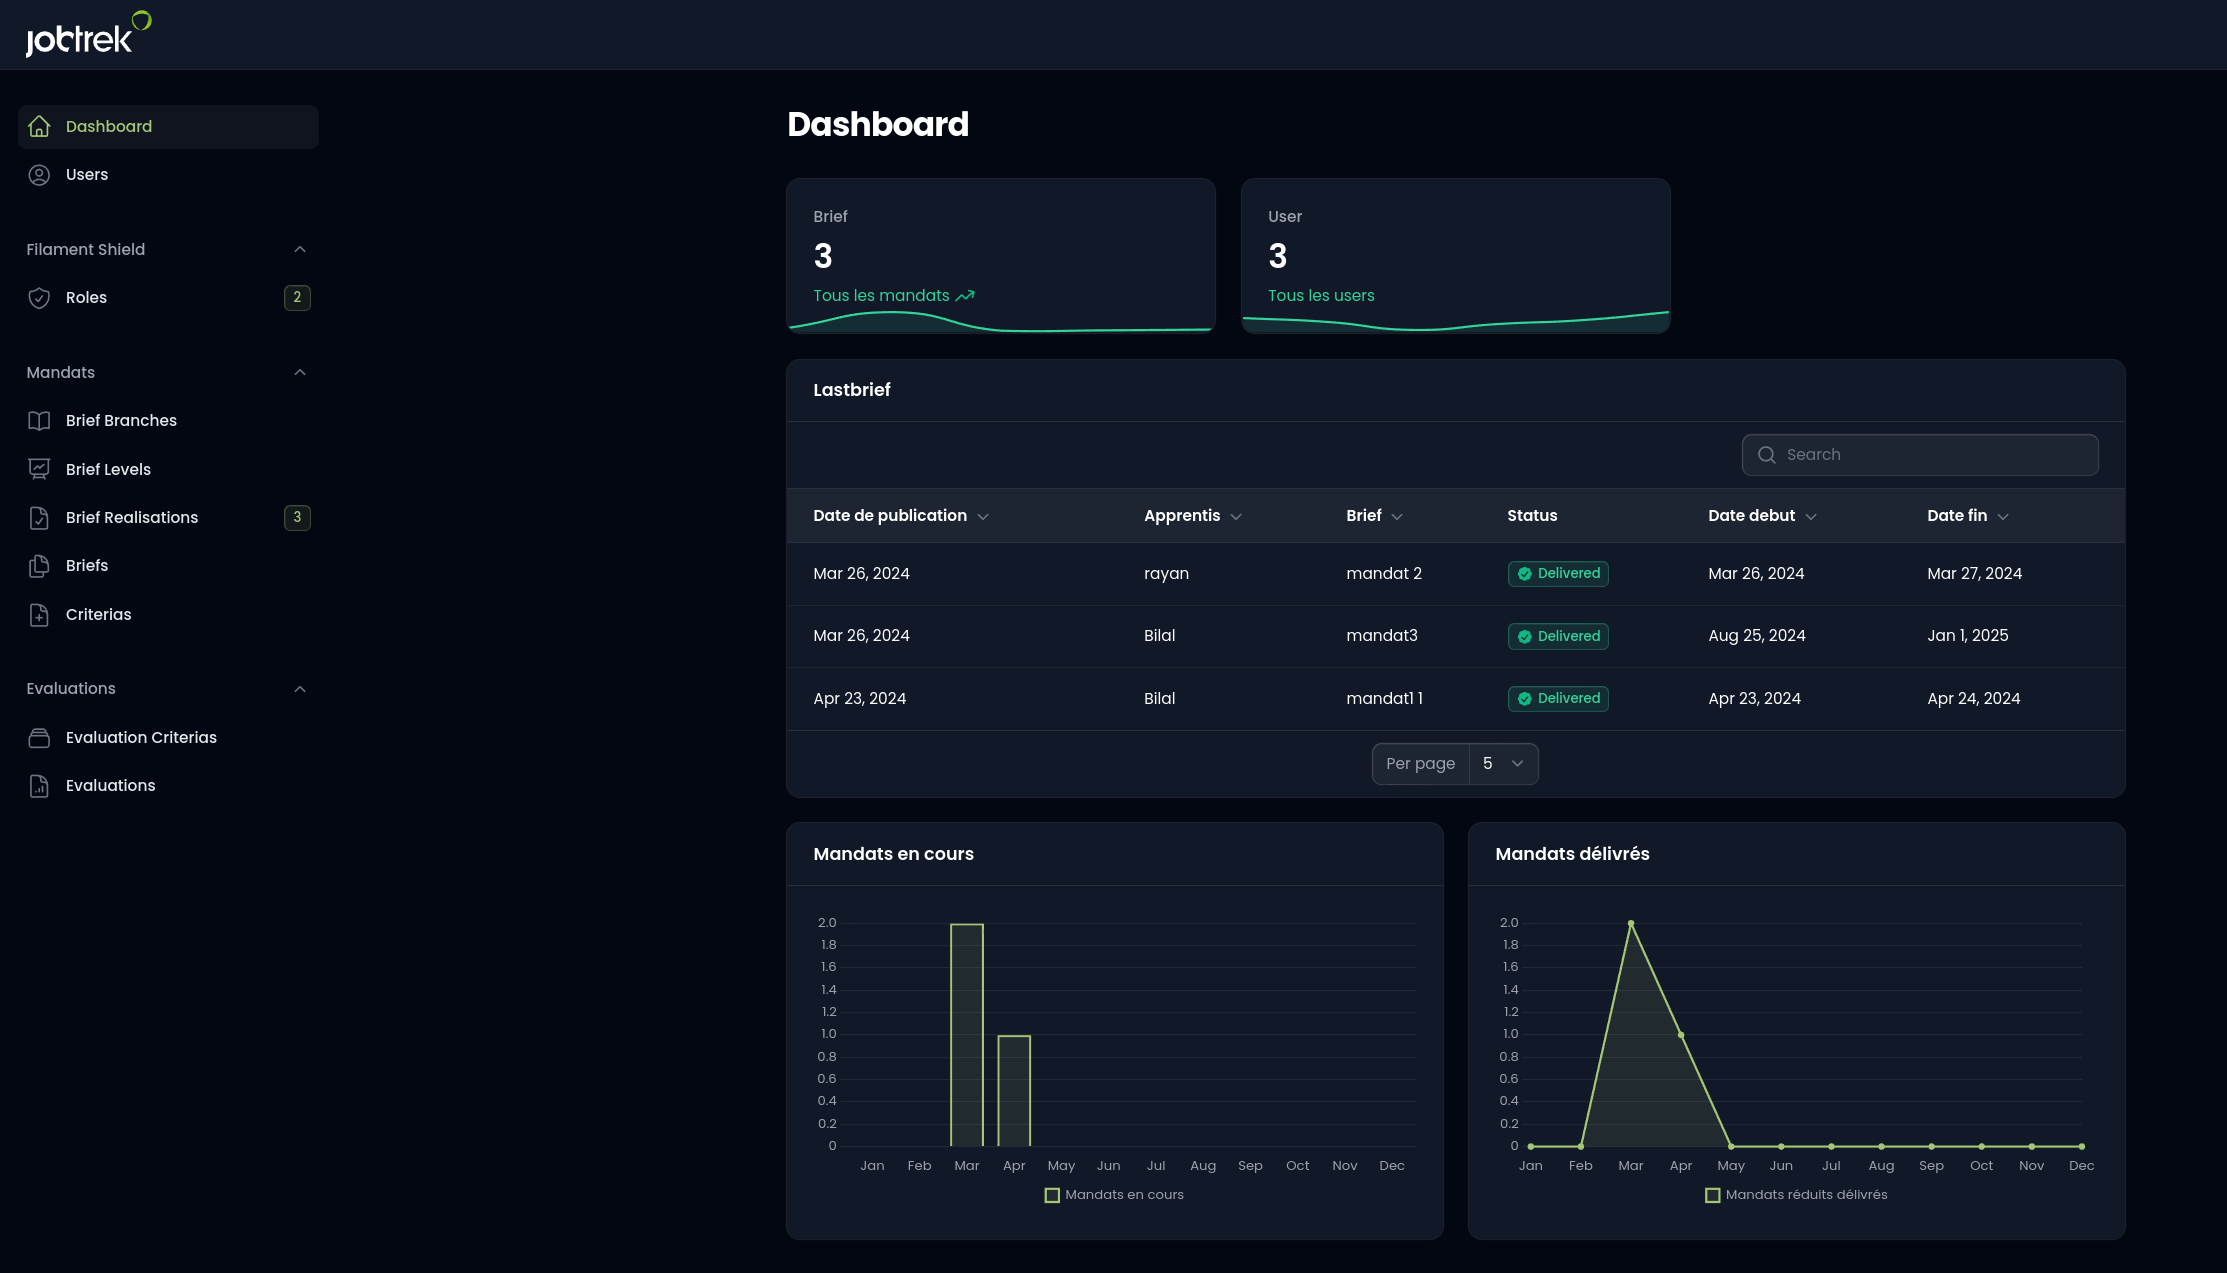 jobtrek
Dashboard
Users
Filament Shield
Roles 2
Mandats
Brief Branches
Brief Levels
Brief Realisations 3
Briefs
Criterias
Evaluations
Evaluation Criterias
Evaluations
Dashboard
Brief
3
Tous les mandats
User
3
Tous les users
Lastbrief
Search
Date de publication Apprentis Brief Status Date debut Date fin
Mar 26, 2024 rayan mandat 2 Delivered Mar 26, 2024 Mar 27, 2024
Mar 26, 2024 Bilal mandat3 Delivered Aug 25, 2024 Jan 1, 2025
Apr 23, 2024 Bilal mandat1 1 Delivered Apr 23, 2024 Apr 24, 2024
Per page 5
Mandats en cours
2.0
1.8
1.6
1.4
1.2
1.0
0.8
0.6
0.4
0.2
0
Jan Feb Mar Apr May Jun Jul Aug Sep Oct Nov Dec
Mandats en cours
Mandats délivrés
2.0
1.8
1.6
1.4
1.2
1.0
0.8
0.6
0.4
0.2
0
Jan Feb Mar Apr May Jun Jul Aug Sep Oct Nov Dec
Mandats réduits délivrés